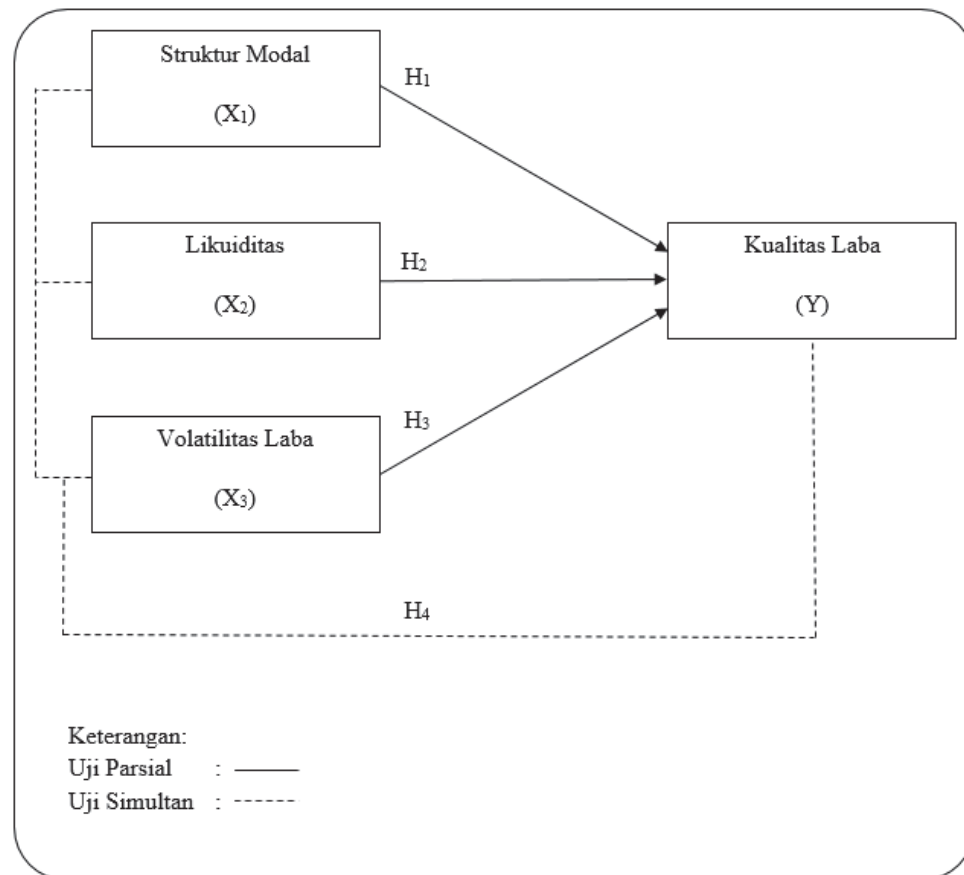 Struktur Modal
(X₁)
H₁
Likuiditas
(X₂)
H₂
Kualitas Laba
(Y)
Volatilitas Laba
(X₃)
H₃
H₄
Keterangan:
Uji Parsial :
Uji Simultan :